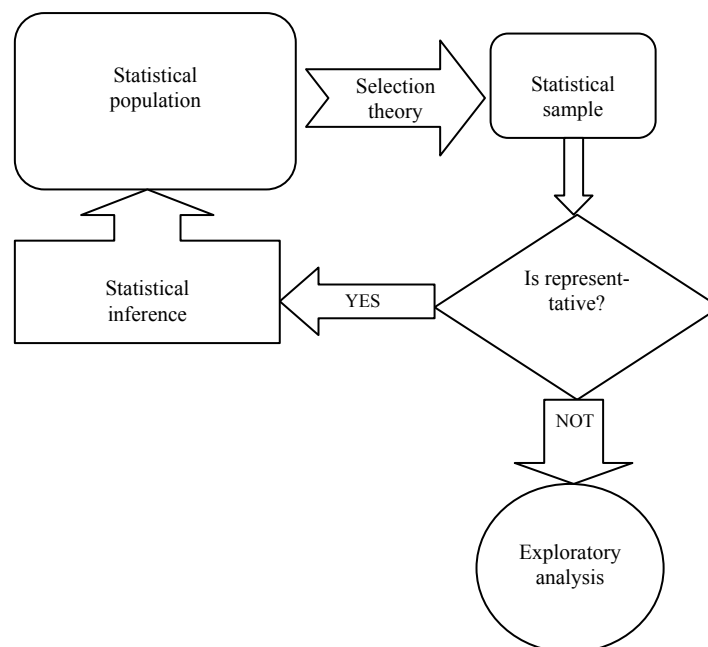 Statistical
population
Selection
theory
Statistical
sample
Is represent-
tative?
YES
Statistical
inference
NOT
Exploratory
analysis